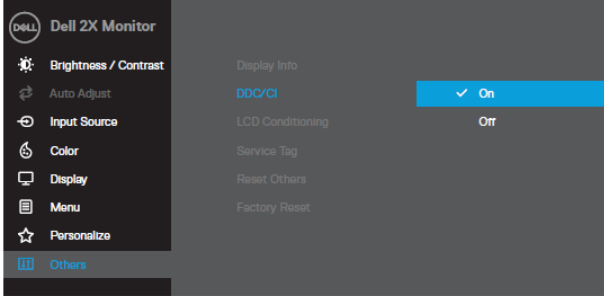 DELL Dell 2X Monitor
Brightness / Contrast
Display Info
Auto Adjust
DDC/CI
On
Input Source
LCD Conditioning
Off
Color
Service Tag
Display
Reset Others
Menu
Factory Reset
Personalize
Others